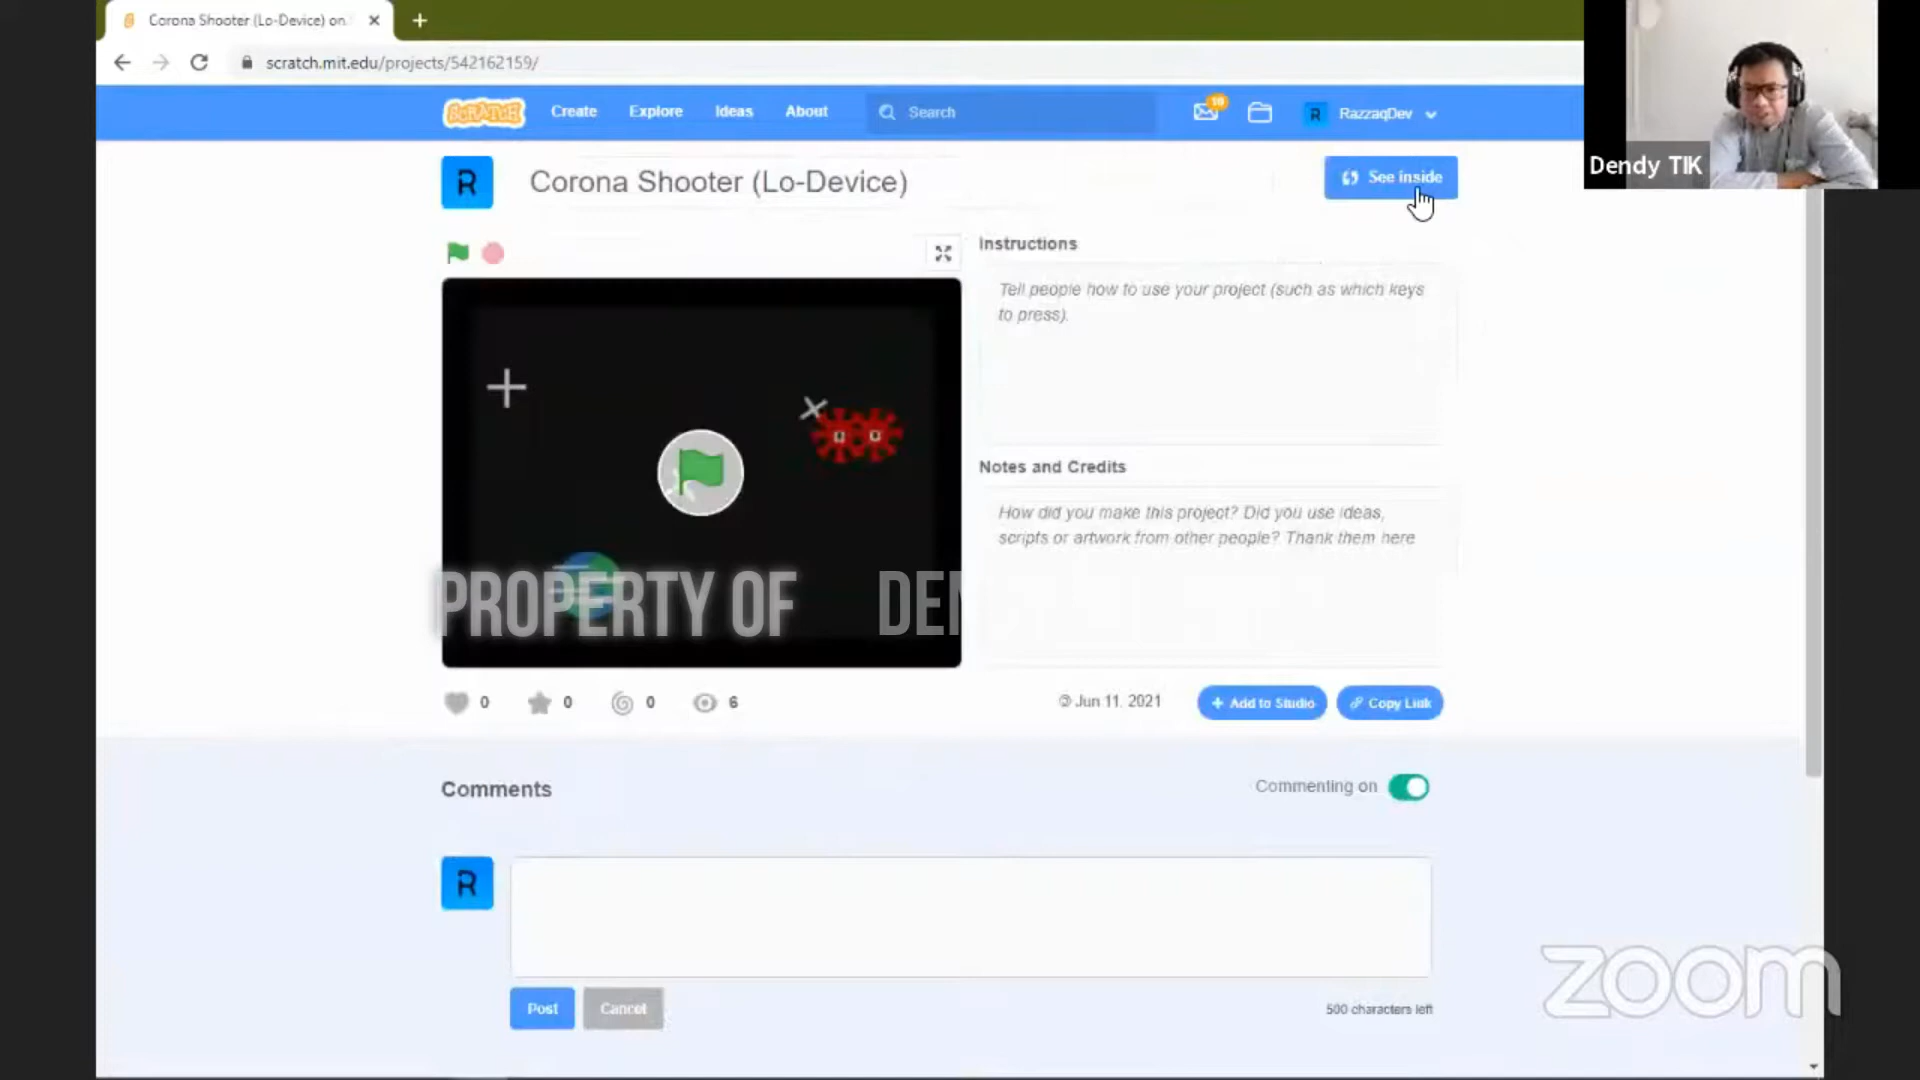 Corona Shooter (Lo-Device) on
scratch.mit.edu/projects/542162159/
SCRATCH
Create
Explore
Ideas
About
Search
10
R
RazzaqDev
Dendy TIK
R
Corona Shooter (Lo-Device)
See inside
Instructions
Tell people how to use your project (such as which keys
to press).
Notes and Credits
How did you make this project? Did you use ideas,
scripts or artwork from other people? Thank them here
PROPERTY OF
0
0
0
6
© Jun 11, 2021
+ Add to Studio
Copy Link
Comments
Commenting on
R
Post
Cancel
500 characters left
zoom